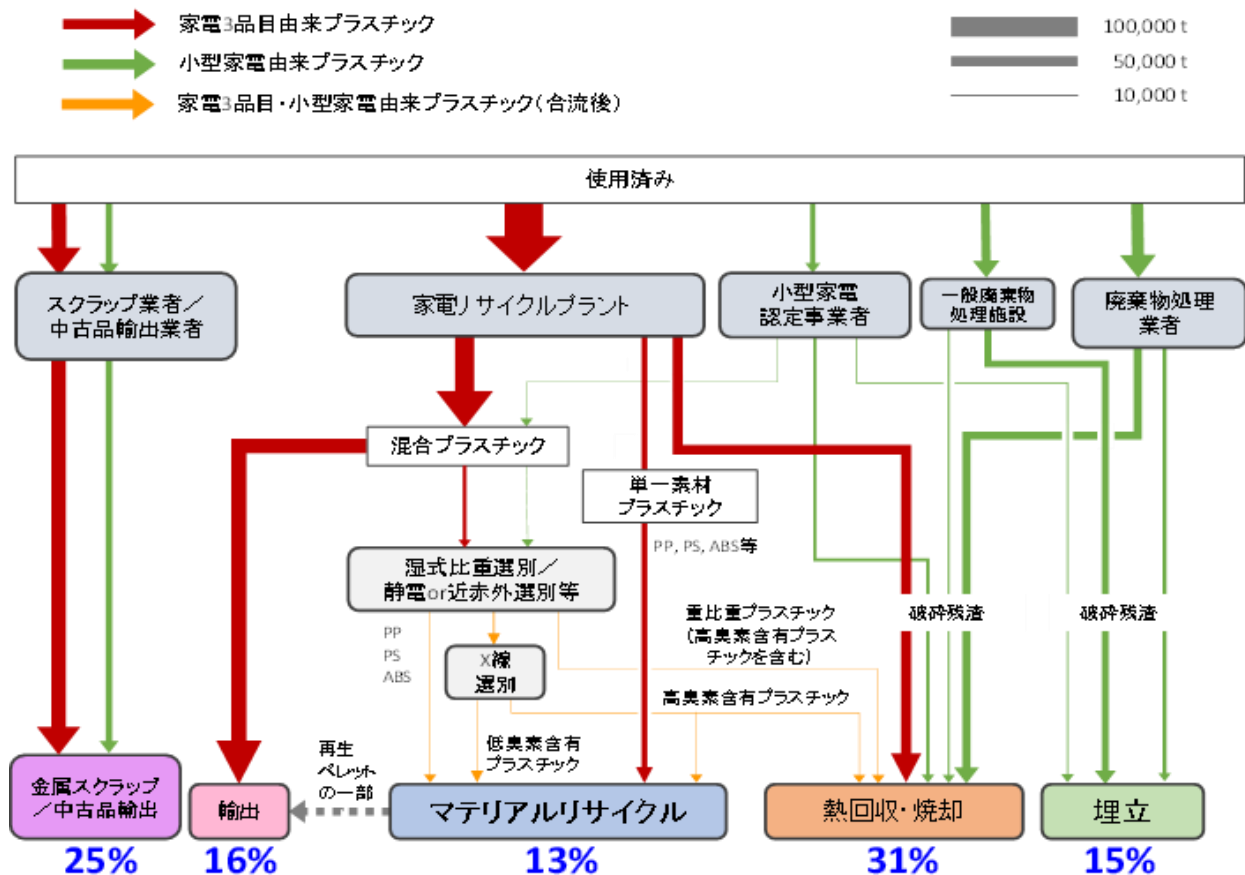 家電3品目由来プラスチック
小型家電由来プラスチック
家電3品目・小型家電由来プラスチック(合流後)
100,000 t
50,000 t
10,000 t
使用済み
スクラップ業者/
中古品輸出業者
家電リサイクルプラント
小型家電
認定事業者
一般廃棄物
処理施設
廃棄物処理
業者
混合プラスチック
単一素材
プラスチック
PP, PS, ABS等
湿式比重選別/
静電or近赤外選別等
PP
PS
ABS
X線
選別
重比重プラスチック
(高臭素含有プラス
チックを含む)
破砕残渣
破砕残渣
高臭素含有プラスチック
低臭素含有
プラスチック
再生
ペレット
の一部
金属スクラップ
/中古品輸出
輸出
マテリアルリサイクル
熱回収・焼却
埋立
25%
16%
13%
31%
15%